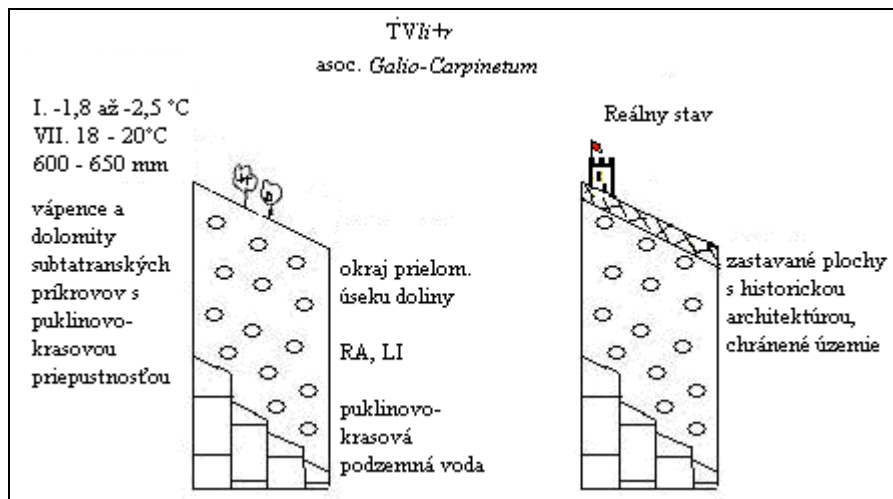 ŤVli+r
asoc. Galio-Carpinetum
I. -1,8 až -2,5 °C
VII. 18 - 20°C
600 - 650 mm
vápence a
dolomity
subtatranských
príkrovov s
puklinovo-
krasovou
priepustnosťou
okraj prielom.
úseku doliny
RA, LI
puklinovo-
krasová
podzemná voda
Reálny stav
zastavané plochy
s historickou
architektúrou,
chránené územie